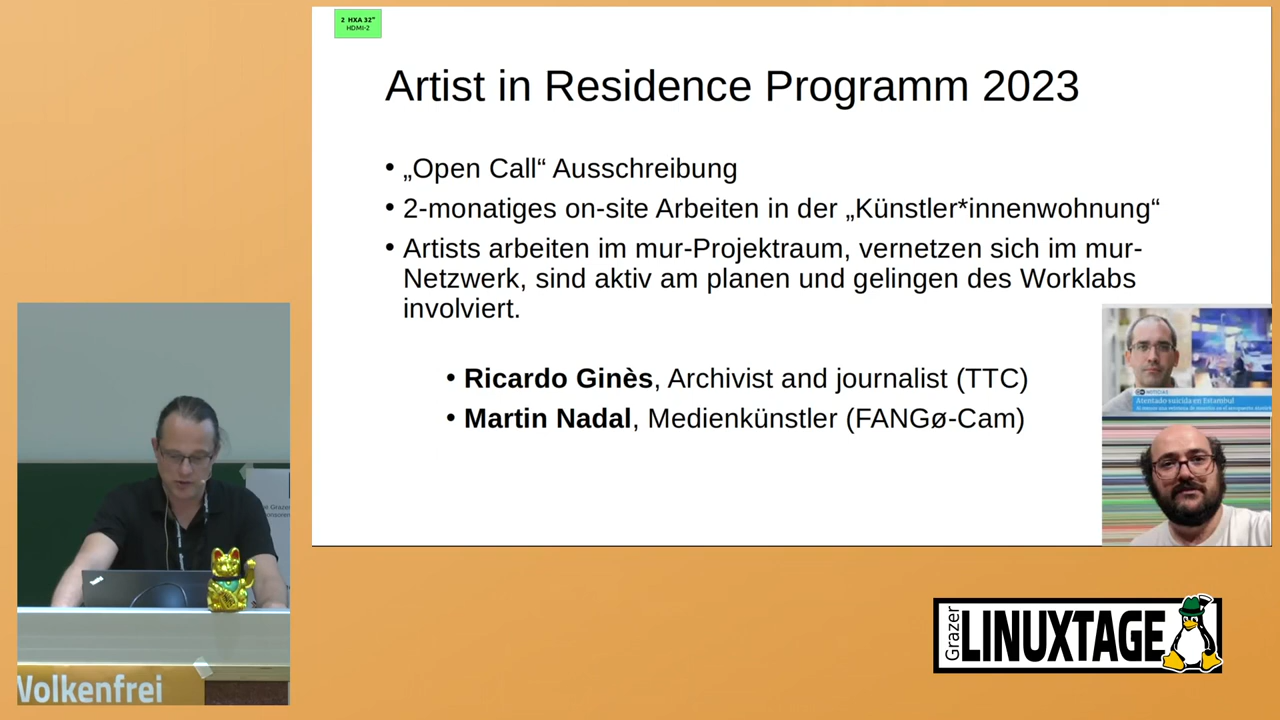 2 HXA 32"
HDMI-2
Artist in Residence Programm 2023
• „Open Call“ Ausschreibung
• 2-monatiges on-site Arbeiten in der „Künstler*innenwohnung“
• Artists arbeiten im mur-Projektraum, vernetzen sich im mur-
Netzwerk, sind aktiv am planen und gelingen des Worklabs
involviert.
• Ricardo Ginès, Archivist and journalist (TTC)
• Martin Nadal, Medienkünstler (FANGø-Cam)
Atentado suicida en Estambul
Grazer
LINUXTAGE
Volkenfrei